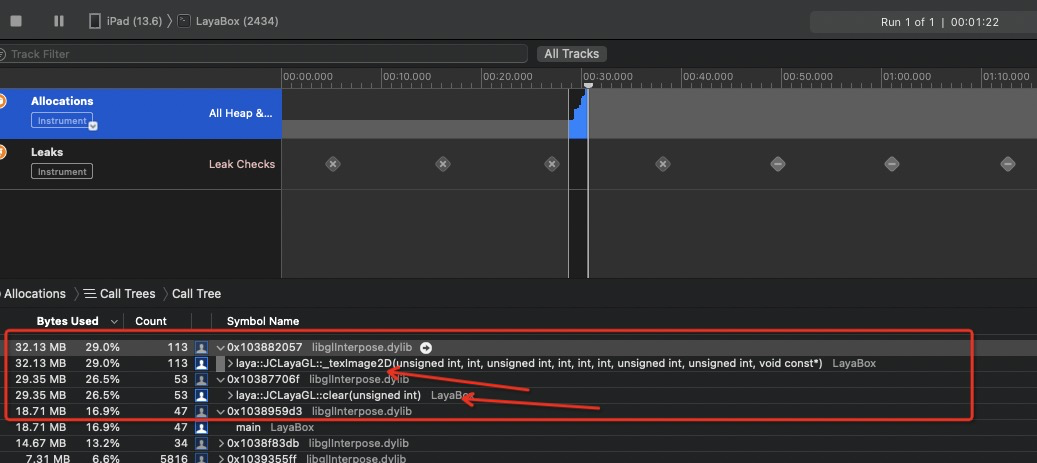 iPad (13.6) LayaBox (2434) Run 1 of 1 | 00:01:22
Track Filter All Tracks
00:00.000 00:10.000 00:20.000 00:30.000 00:40.000 00:50.000 01:00.000 01:10.000
Allocations
Instrument All Heap &...
Leaks
Instrument Leak Checks
Allocations Call Trees Call Tree
Bytes Used Count Symbol Name
32.13 MB 29.0% 113 0x103882057 libglInterpose.dylib
32.13 MB 29.0% 113 laya::JCLayaGL::_texImage2D(unsigned int, int, unsigned int, int, int, int, unsigned int, unsigned int, void const*) LayaBox
29.35 MB 26.5% 53 0x10387706f libglInterpose.dylib
29.35 MB 26.5% 53 laya::JCLayaGL::clear(unsigned int) LayaBox
18.71 MB 16.9% 47 0x1038959d3 libglInterpose.dylib
18.71 MB 16.9% 47 main LayaBox
14.67 MB 13.2% 34 0x1038f83db libglInterpose.dylib
7.31 MB 6.6% 5816 0x1039355ff libglInterpose.dylib